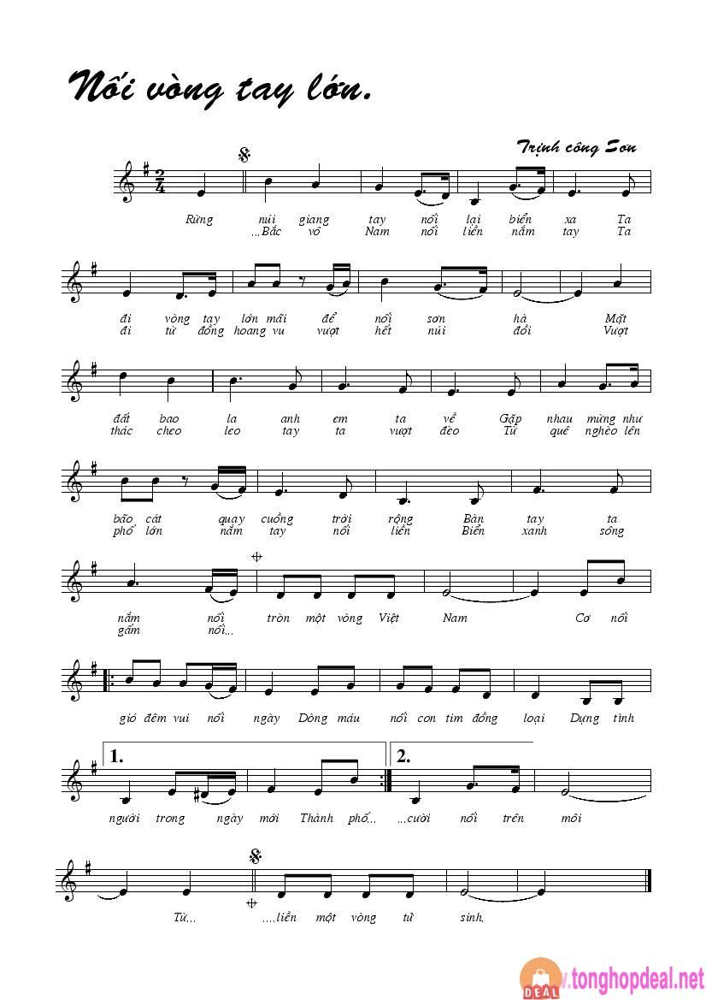 Nối vòng tay lớn.
Trịnh công Sơn
2
4
Rừng núi giang tay nối lại biển xa Ta
...Bắc vô Nam nối liền nắm tay Ta
đi vòng tay lớn mãi để nối sơn hà Mặt
đi từ đồng hoang vu vượt hết núi đồi Vượt
đất bao la anh em ta về Gặp nhau mừng như
thác cheo leo tay ta vượt đèo Từ quê nghèo lên
bão cát quay cuồng trời rộng Bàn tay ta
phố lớn nắm tay nối liền Biển xanh sông
nắm nối tròn một vòng Việt Nam Cờ nối
gấm nối...
gió đêm vui nối ngày Dòng máu nối con tim đồng loại Dựng tình
1. 2.
người trong ngày mới Thành phố... ...cười nối trên môi
Từ... ....liền một vòng tử sinh.
DEAL
.tonghopdeal.net